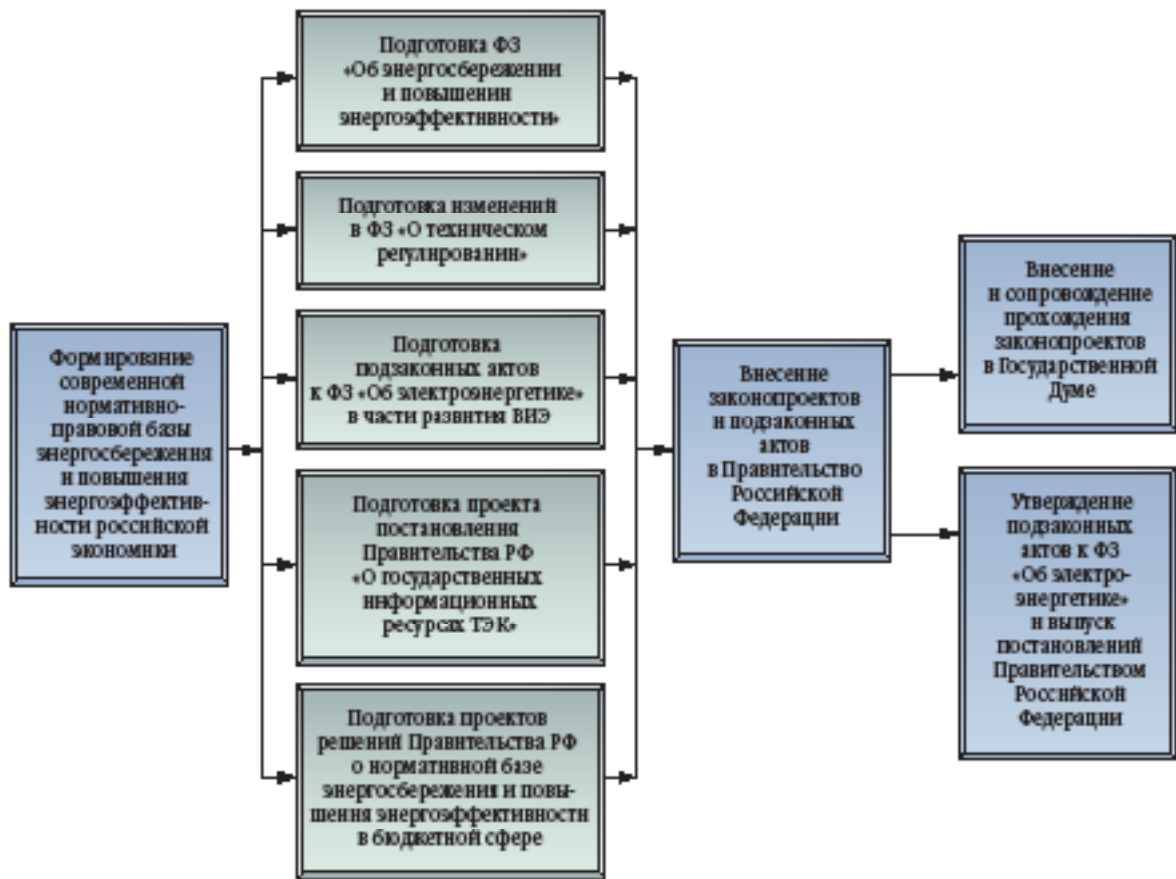 Формирование
современной
нормативно-
правовой базы
энергосбережения
и повышения
энергоэффектив-
ности российской
экономики
Подготовка ФЗ
«Об энергосбережении
и повышении
энергоэффективности»
Подготовка изменений
в ФЗ «О техническом
регулировании»
Подготовка
подзаконных актов
к ФЗ «Об электроэнергетике»
в части развития ВИЭ
Подготовка проекта
постановления
Правительства РФ
«О государственных
информационных
ресурсах ТЭК»
Подготовка проектов
решений Правительства РФ
о нормативной базе
энергосбережения и повы-
шения энергоэффективности
в бюджетной сфере
Внесение
законопроектов
и подзаконных
актов
в Правительство
Российской
Федерации
Внесение
и сопровождение
прохождения
законопроектов
в Государственной
Думе
Утверждение
подзаконных
актов к ФЗ
«Об электро-
энергетике»
и выпуск
постановлений
Правительством
Российской
Федерации